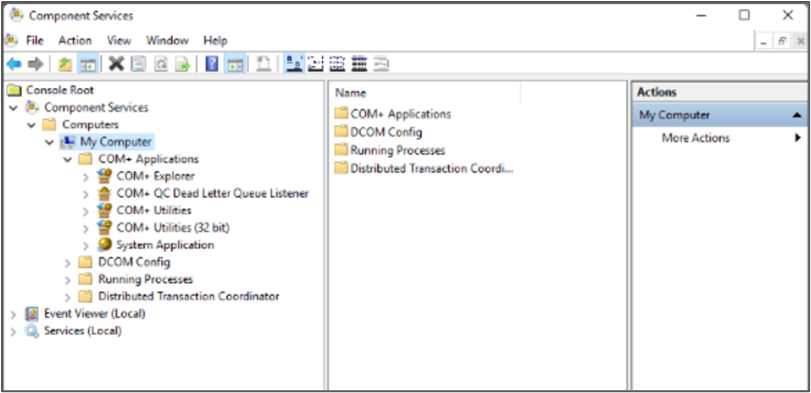 Component Services
File Action View Window Help
Console Root
Component Services
Computers
My Computer
COM+ Applications
COM+ Explorer
COM+ QC Dead Letter Queue Listener
COM+ Utilities
COM+ Utilities (32 bit)
System Application
DCOM Config
Running Processes
Distributed Transaction Coordinator
Event Viewer (Local)
Services (Local)
Name
COM+ Applications
DCOM Config
Running Processes
Distributed Transaction Coordi...
Actions
My Computer
More Actions